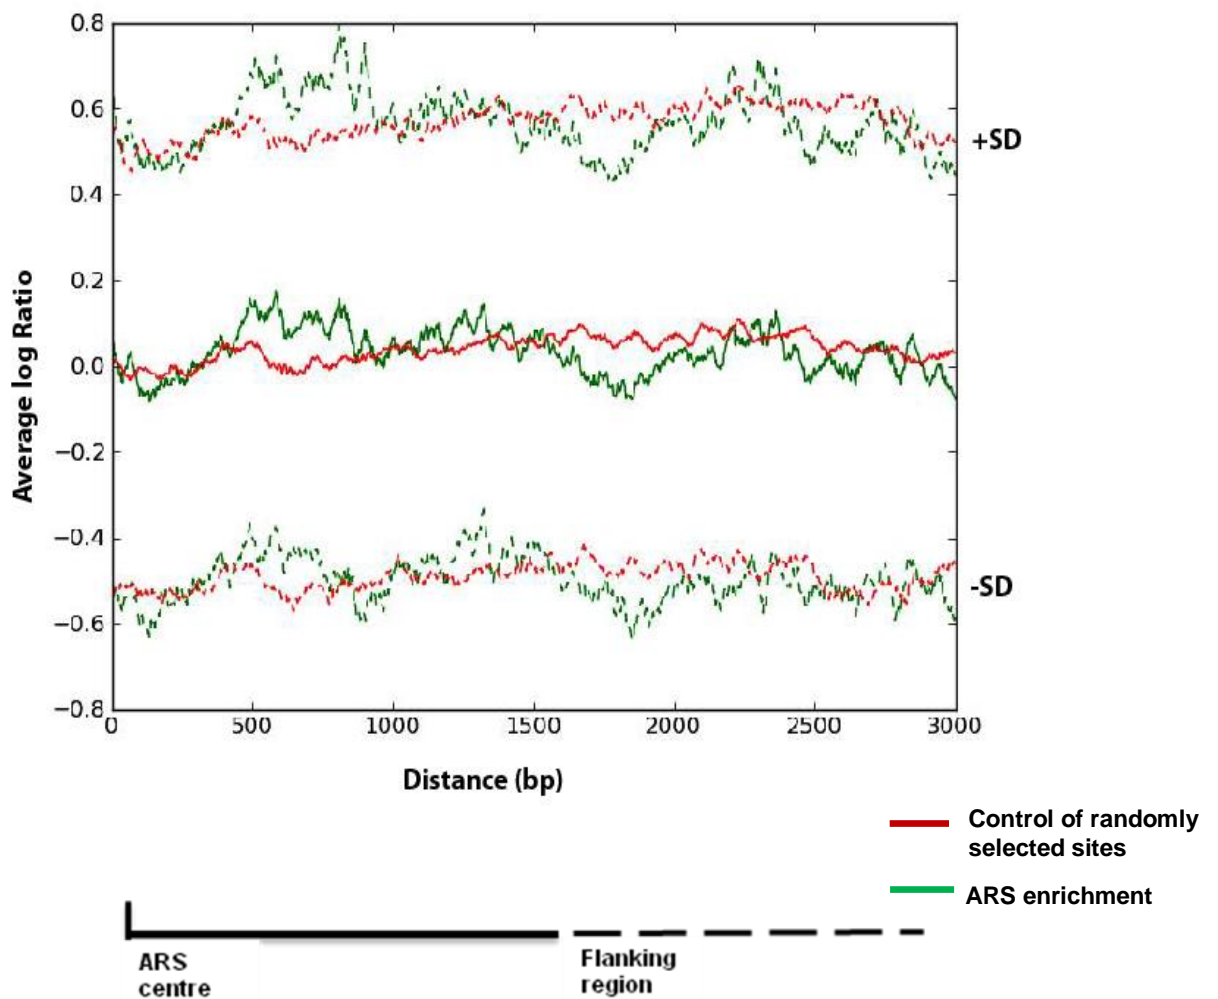 0.8
0.6
0.4
0.2
0.0
−0.2
−0.4
−0.6
−0.8
Average log Ratio
+SD
-SD
0 500 1000 1500 2000 2500 3000
Distance (bp)
Control of randomly
selected sites
ARS enrichment
ARS
centre
Flanking
region